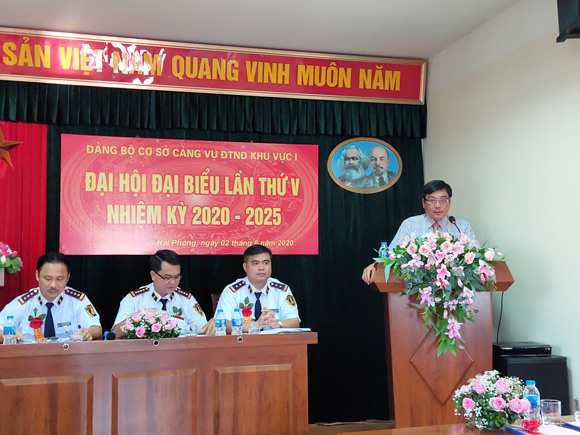 SẢN VIỆT NAM QUANG VINH MUÔN NĂM
ĐẢNG BỘ CƠ SỞ CẢNG VỤ ĐTNĐ KHU VỰC I
ĐẠI HỘI ĐẠI BIỂU LẦN THỨ V
NHIỆM KỲ 2020 - 2025
Hải Phòng, ngày 02 tháng 6 năm 2020